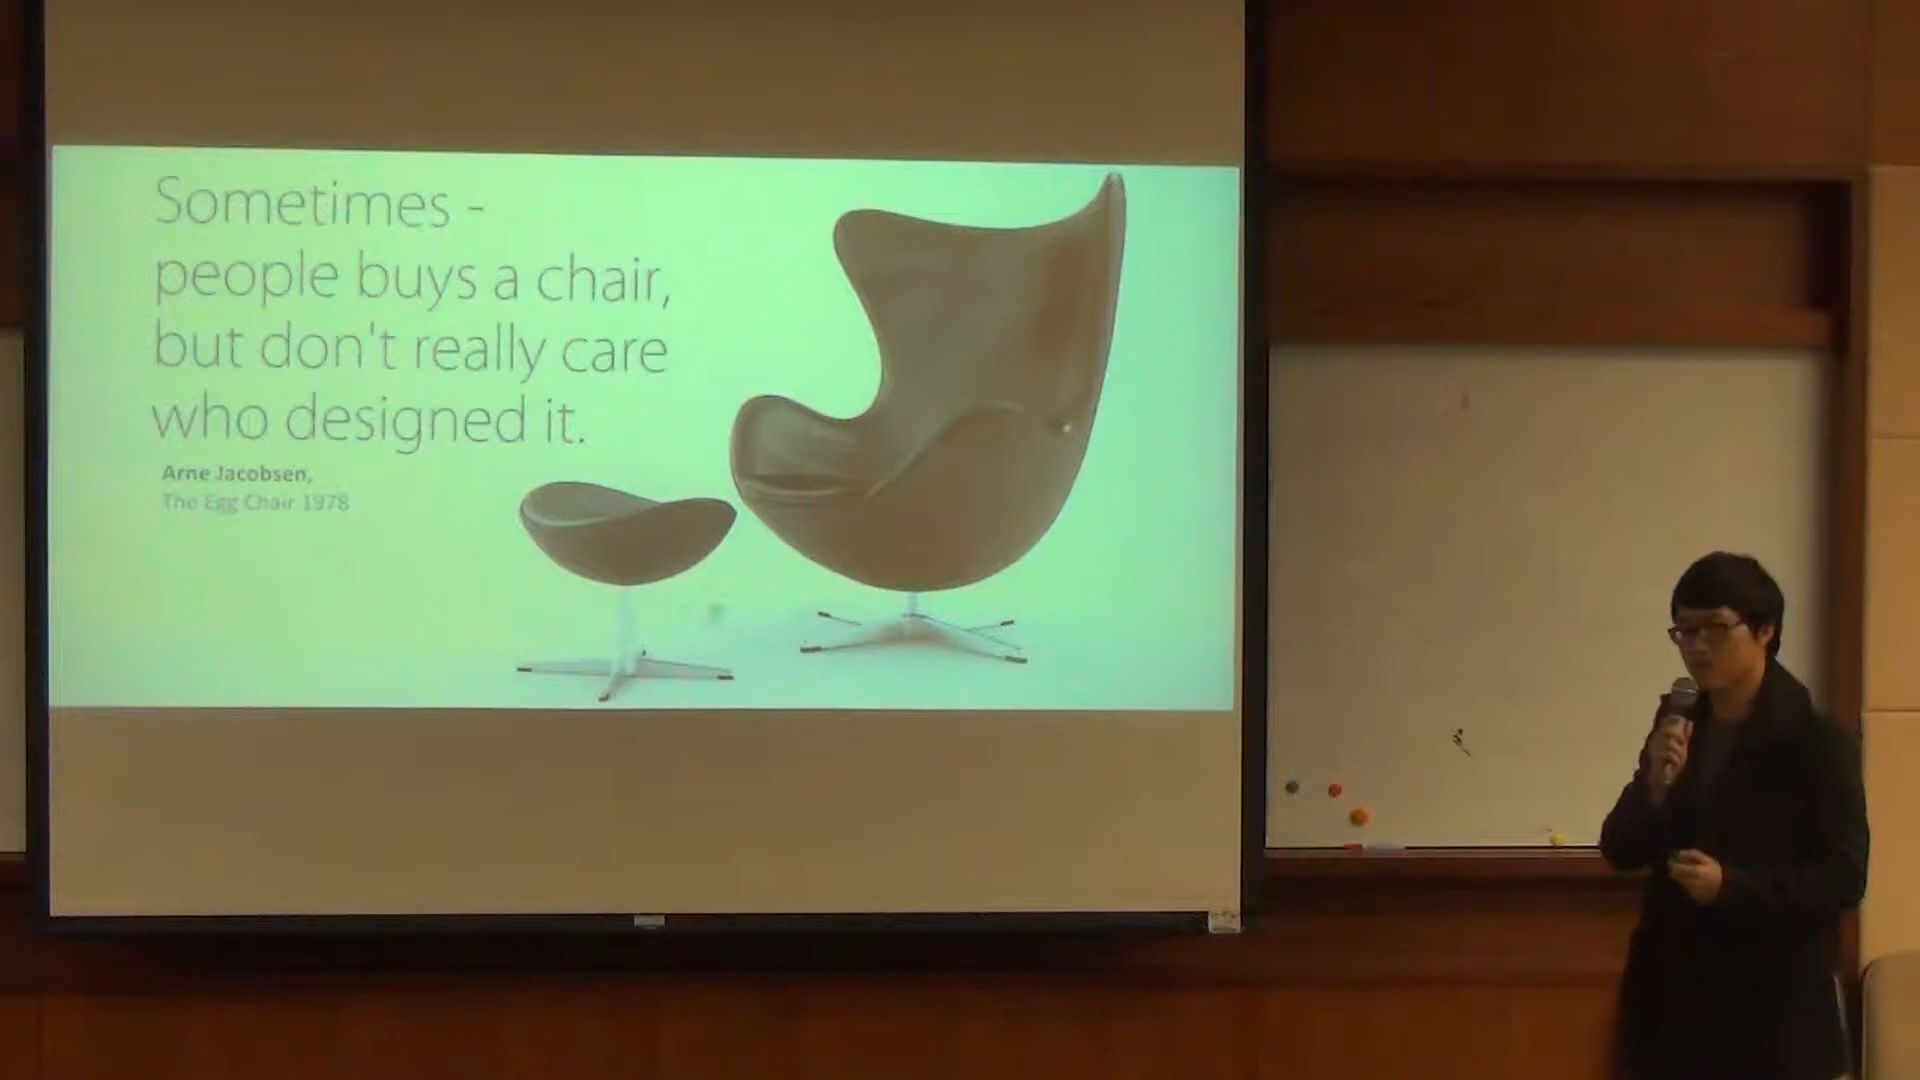 Sometimes -
people buys a chair,
but don't really care
who designed it.
Arne Jacobsen,
The Egg Chair 1978